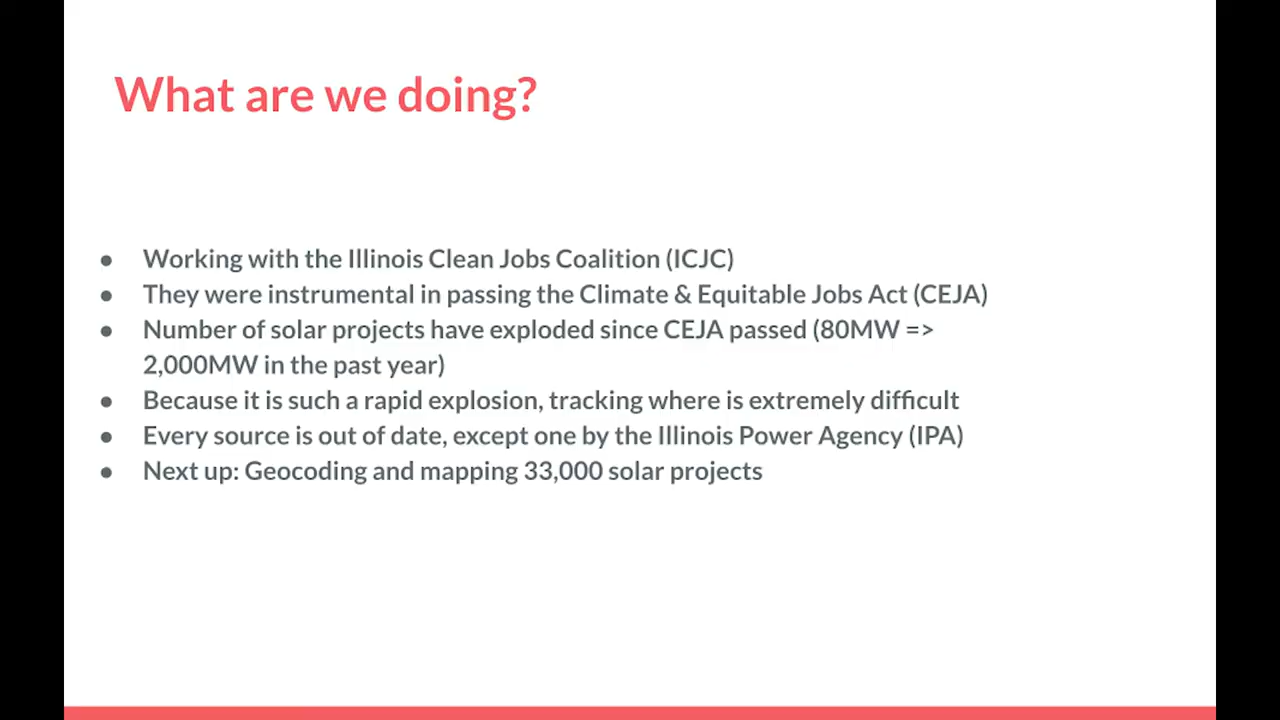 What are we doing?
● Working with the Illinois Clean Jobs Coalition (ICJC)
● They were instrumental in passing the Climate & Equitable Jobs Act (CEJA)
● Number of solar projects have exploded since CEJA passed (80MW =>
2,000MW in the past year)
● Because it is such a rapid explosion, tracking where is extremely difficult
● Every source is out of date, except one by the Illinois Power Agency (IPA)
● Next up: Geocoding and mapping 33,000 solar projects